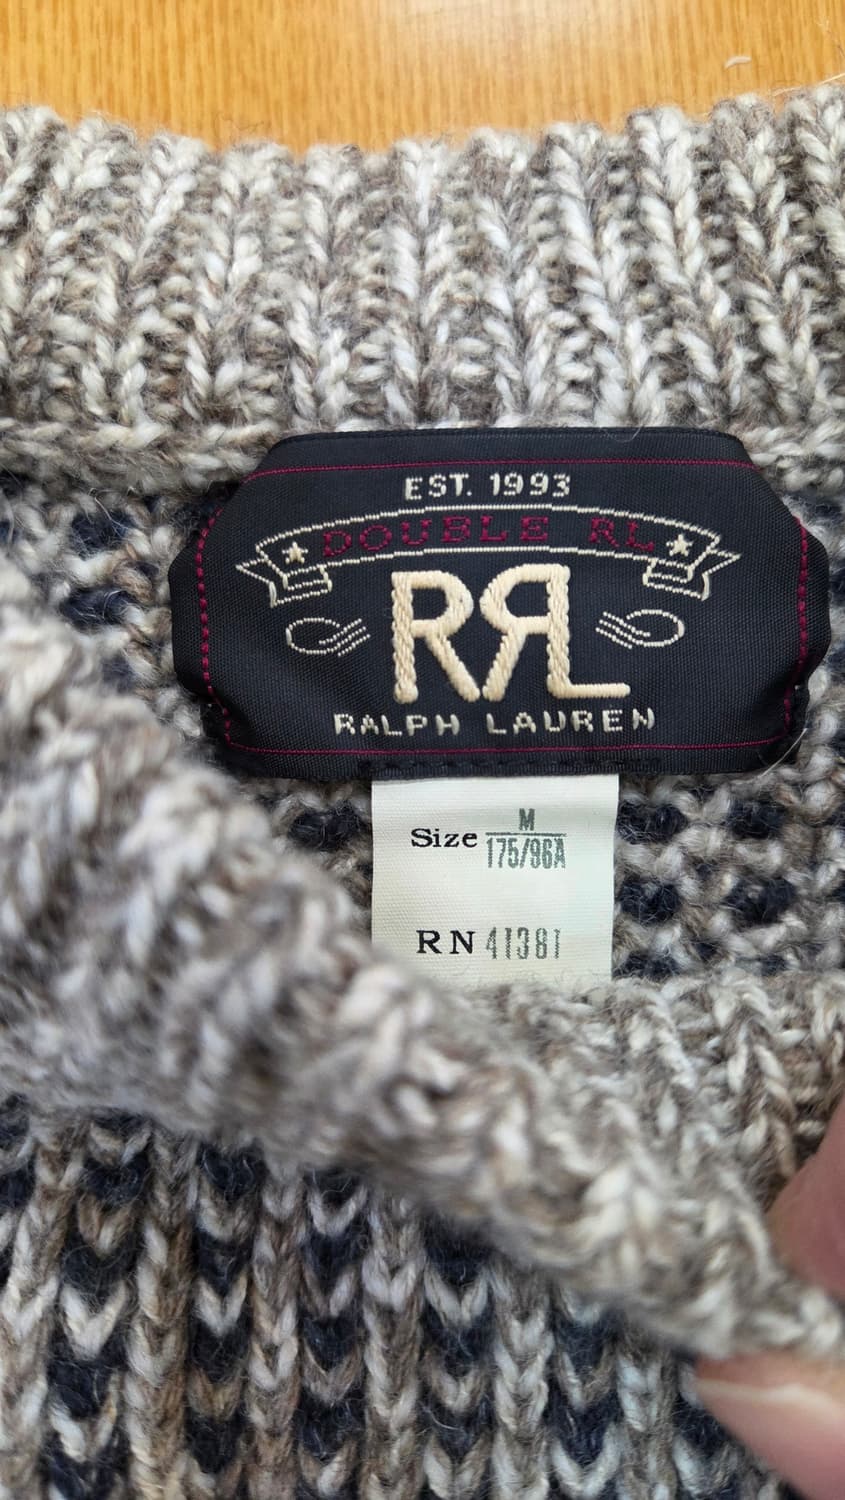 EST. 1993
DOUBLE RL
RRL
RALPH LAUREN
Size M
175/96A
RN 41381